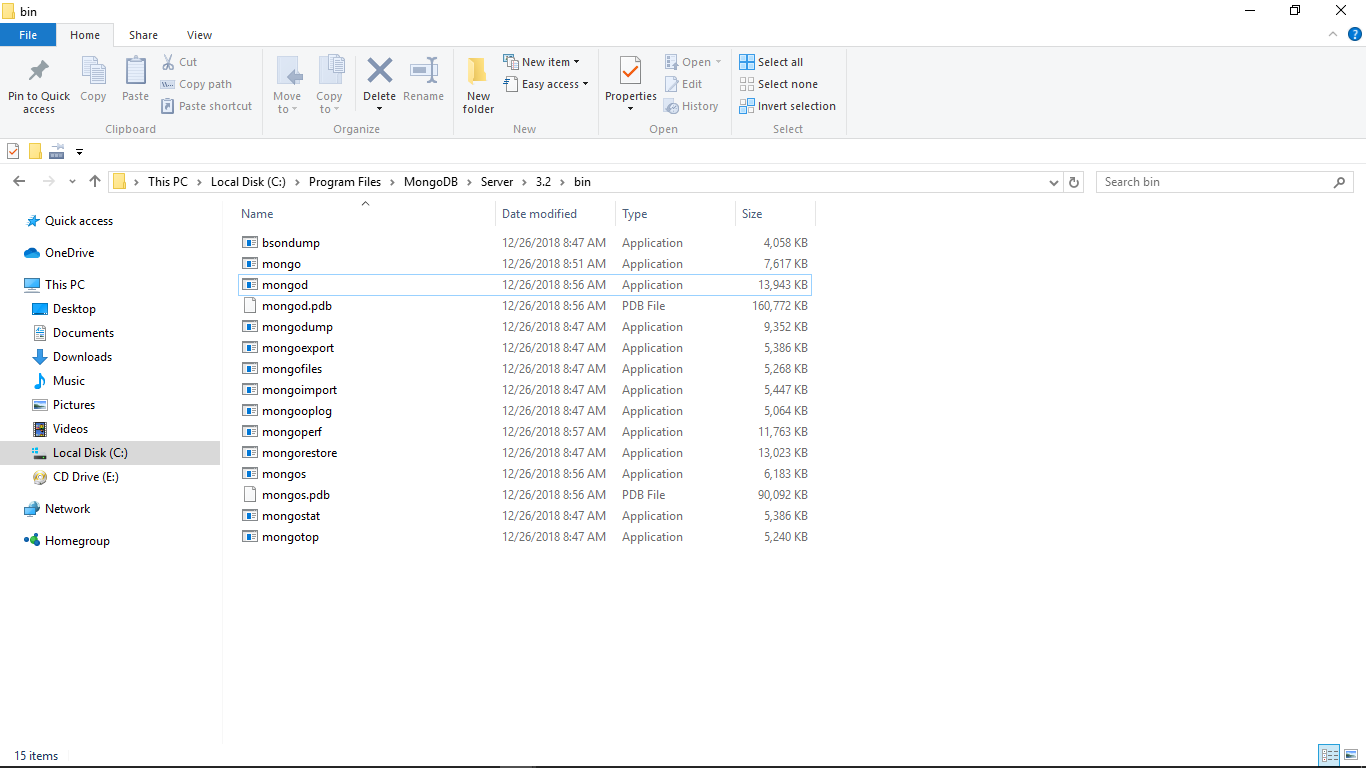 bin
File Home Share View
Pin to Quick access
Copy
Paste
Cut
Copy path
Paste shortcut
Clipboard
Move to
Copy to
Delete
Rename
Organize
New folder
New item
Easy access
New
Properties
Open
Edit
History
Open
Select all
Select none
Invert selection
Select
This PC Local Disk (C:) Program Files MongoDB Server 3.2 bin
Search bin
Quick access
OneDrive
This PC
Desktop
Documents
Downloads
Music
Pictures
Videos
Local Disk (C:)
CD Drive (E:)
Network
Homegroup
Name Date modified Type Size
bsondump 12/26/2018 8:47 AM Application 4,058 KB
mongo 12/26/2018 8:51 AM Application 7,617 KB
mongod 12/26/2018 8:56 AM Application 13,943 KB
mongod.pdb 12/26/2018 8:56 AM PDB File 160,772 KB
mongodump 12/26/2018 8:47 AM Application 9,352 KB
mongoexport 12/26/2018 8:47 AM Application 5,386 KB
mongofiles 12/26/2018 8:47 AM Application 5,268 KB
mongoimport 12/26/2018 8:47 AM Application 5,447 KB
mongooplog 12/26/2018 8:47 AM Application 5,064 KB
mongoperf 12/26/2018 8:57 AM Application 11,763 KB
mongorestore 12/26/2018 8:47 AM Application 13,023 KB
mongos 12/26/2018 8:56 AM Application 6,183 KB
mongos.pdb 12/26/2018 8:56 AM PDB File 90,092 KB
mongostat 12/26/2018 8:47 AM Application 5,386 KB
mongotop 12/26/2018 8:47 AM Application 5,240 KB
15 items